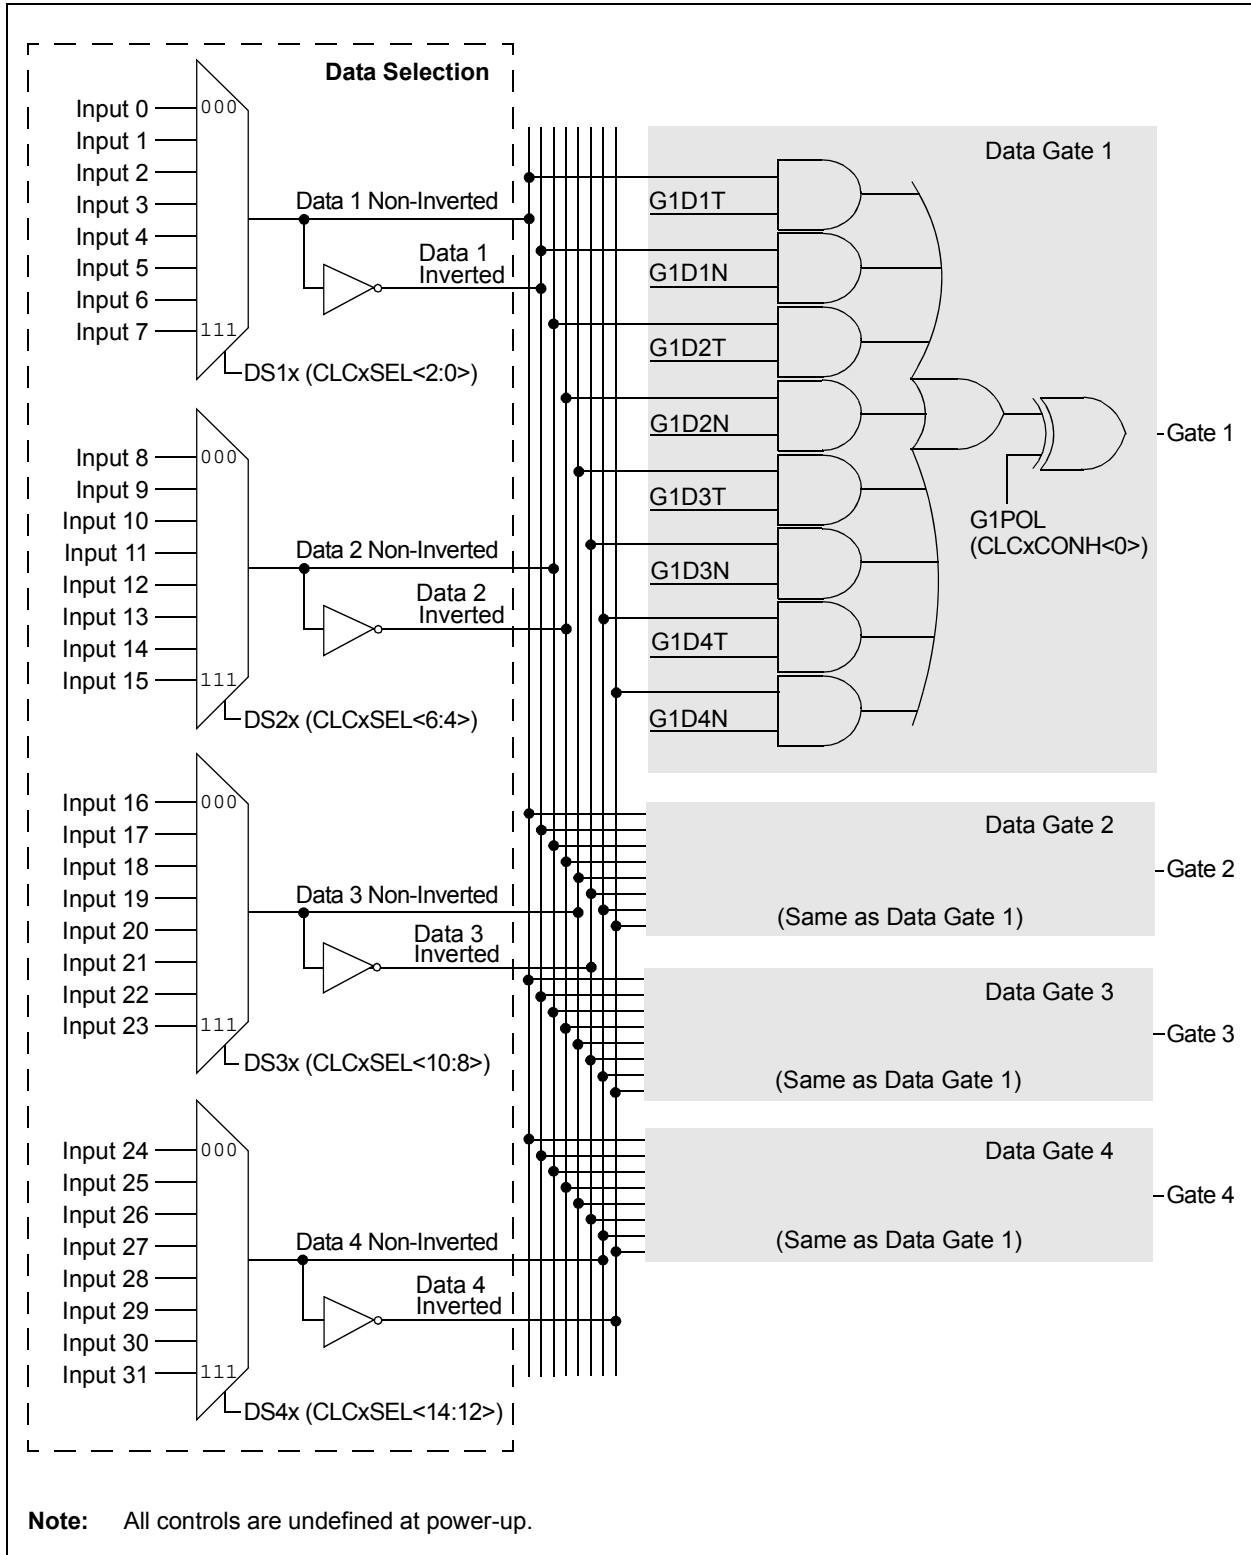 Data Selection
Input 0
Input 1
Input 2
Input 3
Input 4
Input 5
Input 6
Input 7
000
111
Data 1 Non-Inverted
Data 1
Inverted
DS1x (CLCxSEL<2:0>)
Input 8
Input 9
Input 10
Input 11
Input 12
Input 13
Input 14
Input 15
000
111
Data 2 Non-Inverted
Data 2
Inverted
DS2x (CLCxSEL<6:4>)
Input 16
Input 17
Input 18
Input 19
Input 20
Input 21
Input 22
Input 23
000
111
Data 3 Non-Inverted
Data 3
Inverted
DS3x (CLCxSEL<10:8>)
Input 24
Input 25
Input 26
Input 27
Input 28
Input 29
Input 30
Input 31
000
111
Data 4 Non-Inverted
Data 4
Inverted
DS4x (CLCxSEL<14:12>)
Data Gate 1
G1D1T
G1D1N
G1D2T
G1D2N
G1D3T
G1D3N
G1D4T
G1D4N
G1POL
(CLCxCONH<0>)
Gate 1
Data Gate 2
(Same as Data Gate 1)
Gate 2
Data Gate 3
(Same as Data Gate 1)
Gate 3
Data Gate 4
(Same as Data Gate 1)
Gate 4
Note: All controls are undefined at power-up.